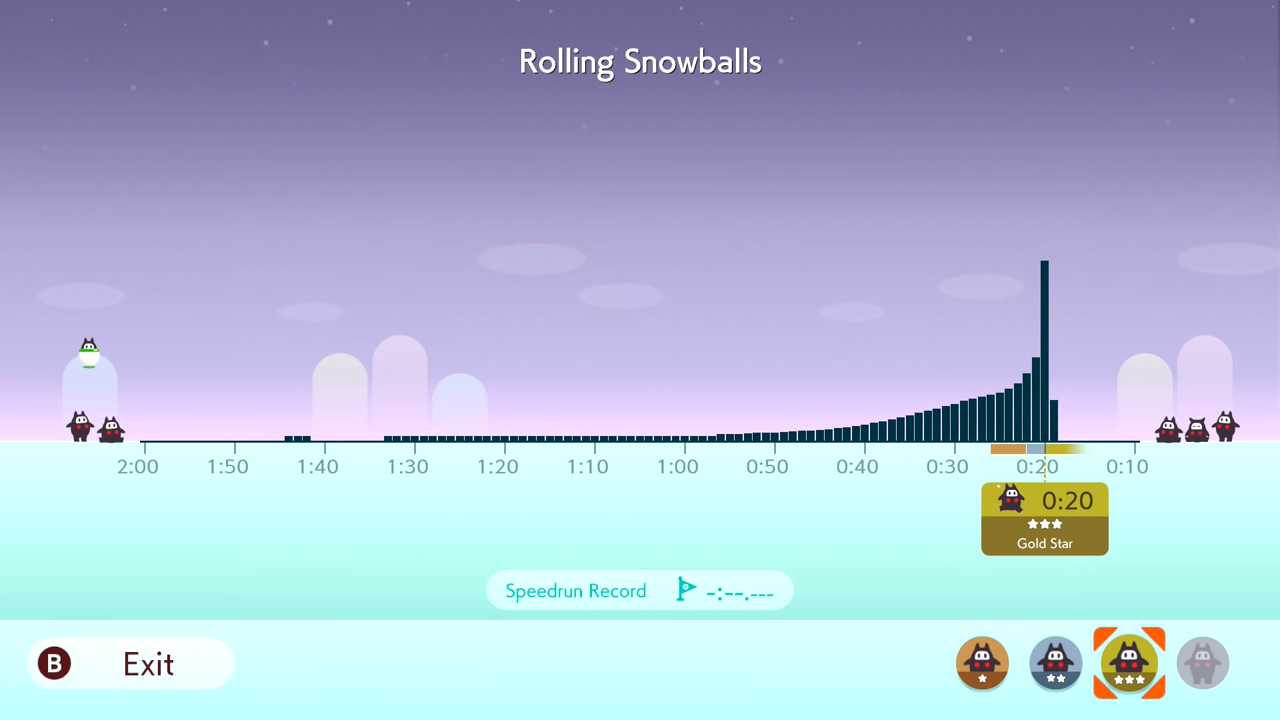 Rolling Snowballs
2:00 1:50 1:40 1:30 1:20 1:10 1:00 0:50 0:40 0:30 0:20 0:10
0:20
Gold Star
Speedrun Record -:--.---
B Exit